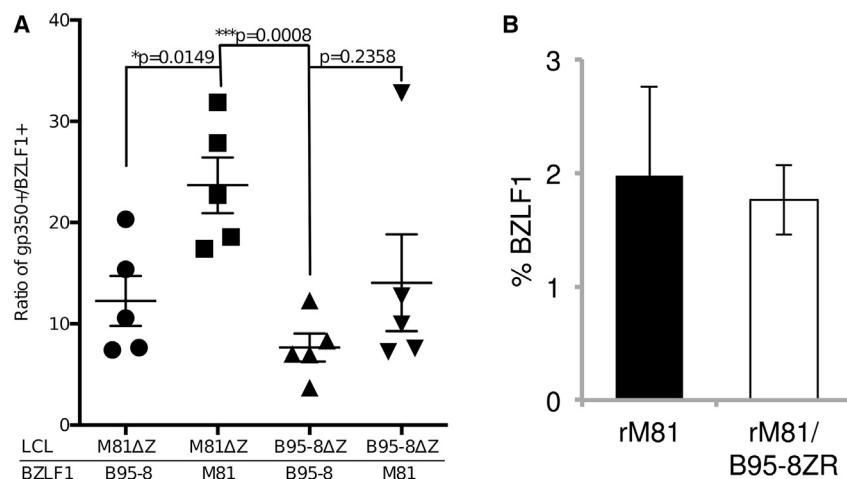 A
B
40
30
20
10
0
Ratio of gp350+/BZLF1+
*p=0.0149
***p=0.0008
p=0.2358
LCL M81ΔZ M81ΔZ B95-8ΔZ B95-8ΔZ
BZLF1 B95-8 M81 B95-8 M81
3
2
1
0
% BZLF1
rM81
rM81/
B95-8ZR